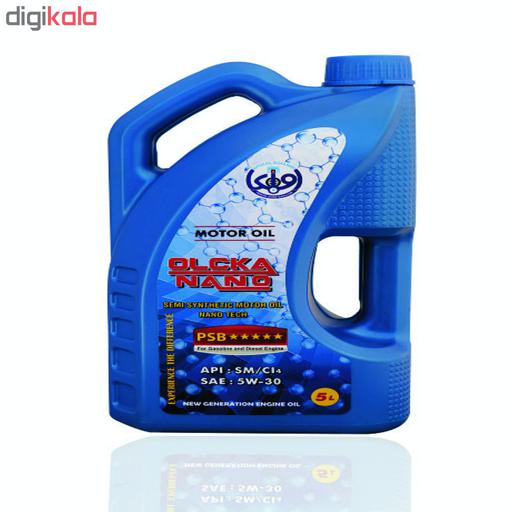 digikala
اولکا
MOTOR OIL
OLCKA
NANO
SEMI-SYNTHETIC MOTOR OIL
NANO TECH
PSB ★★★★★
For Gasoline and Diesel Engine
API : SM/CI4
SAE : 5W-30
EXPERIENCE THE DIFFERENCE
NEW GENERATION ENGINE OIL
5L